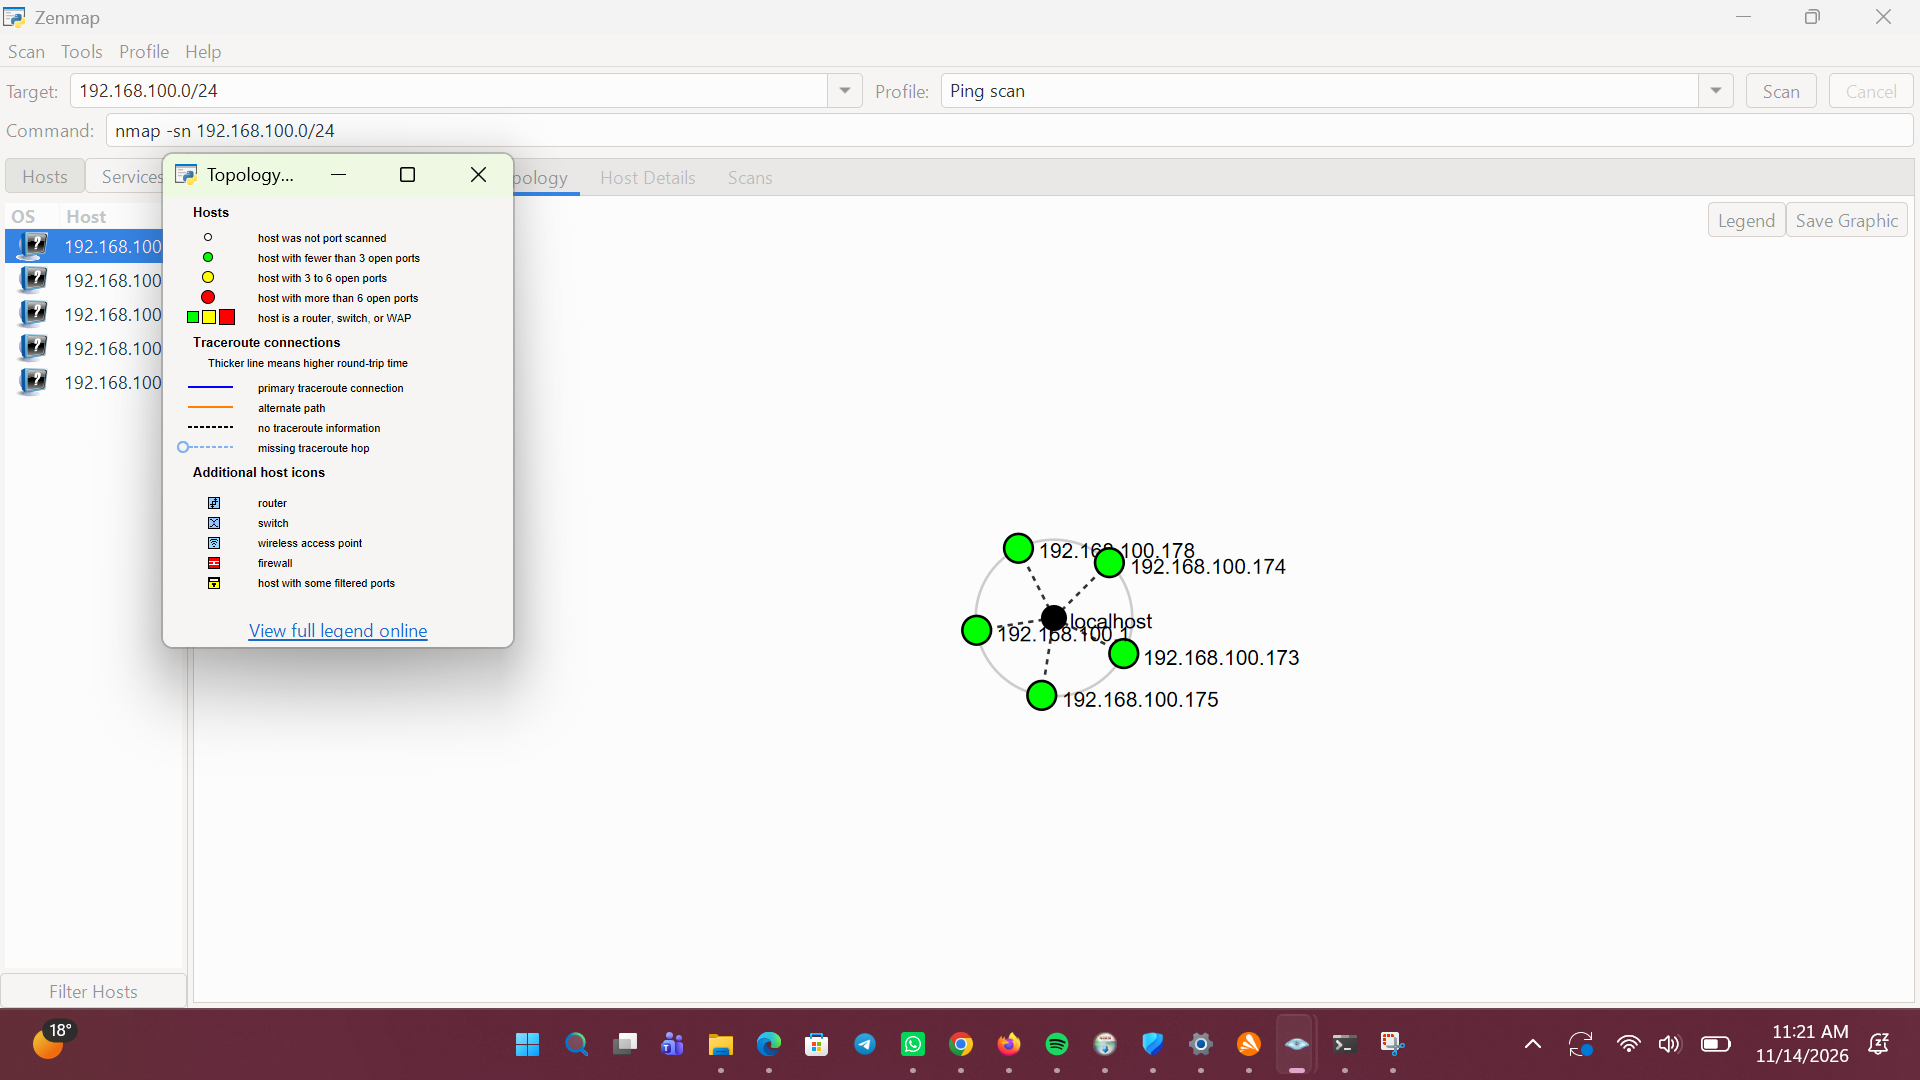 Zenmap
Scan Tools Profile Help
Target: 192.168.100.0/24 Profile: Ping scan Scan Cancel
Command: nmap -sn 192.168.100.0/24
Hosts Services pology Host Details Scans
OS Host
192.168.100
192.168.100
192.168.100
192.168.100
192.168.100
Filter Hosts
Topology...
Hosts
host was not port scanned
host with fewer than 3 open ports
host with 3 to 6 open ports
host with more than 6 open ports
host is a router, switch, or WAP
Traceroute connections
Thicker line means higher round-trip time
primary traceroute connection
alternate path
no traceroute information
missing traceroute hop
Additional host icons
router
switch
wireless access point
firewall
host with some filtered ports
View full legend online
Legend Save Graphic
192.168.100.178
192.168.100.174
localhost
192.168.100.1
192.168.100.173
192.168.100.175
18°
11:21 AM
11/14/2026